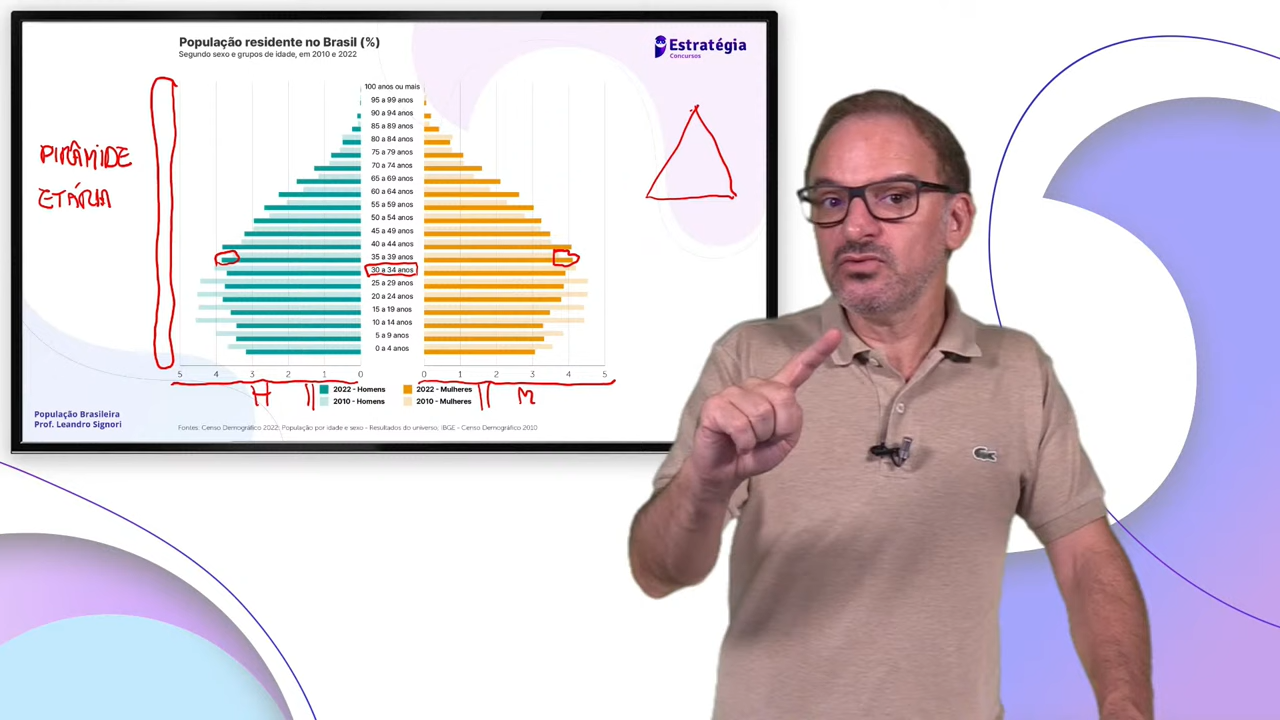 População residente no Brasil (%)
Segundo sexo e grupos de idade, em 2010 e 2022
Estratégia
Concursos
PIRÂMIDE
ETÁRIA
100 anos ou mais
95 a 99 anos
90 a 94 anos
85 a 89 anos
80 a 84 anos
75 a 79 anos
70 a 74 anos
65 a 69 anos
60 a 64 anos
55 a 59 anos
50 a 54 anos
45 a 49 anos
40 a 44 anos
35 a 39 anos
30 a 34 anos
25 a 29 anos
20 a 24 anos
15 a 19 anos
10 a 14 anos
5 a 9 anos
0 a 4 anos
5 4 3 2 1 0 0 1 2 3 4 5
H M
2022 - Homens 2022 - Mulheres
2010 - Homens 2010 - Mulheres
População Brasileira
Prof. Leandro Signori
Fontes: Censo Demográfico 2022: População por idade e sexo - Resultados do universo; IBGE - Censo Demográfico 2010